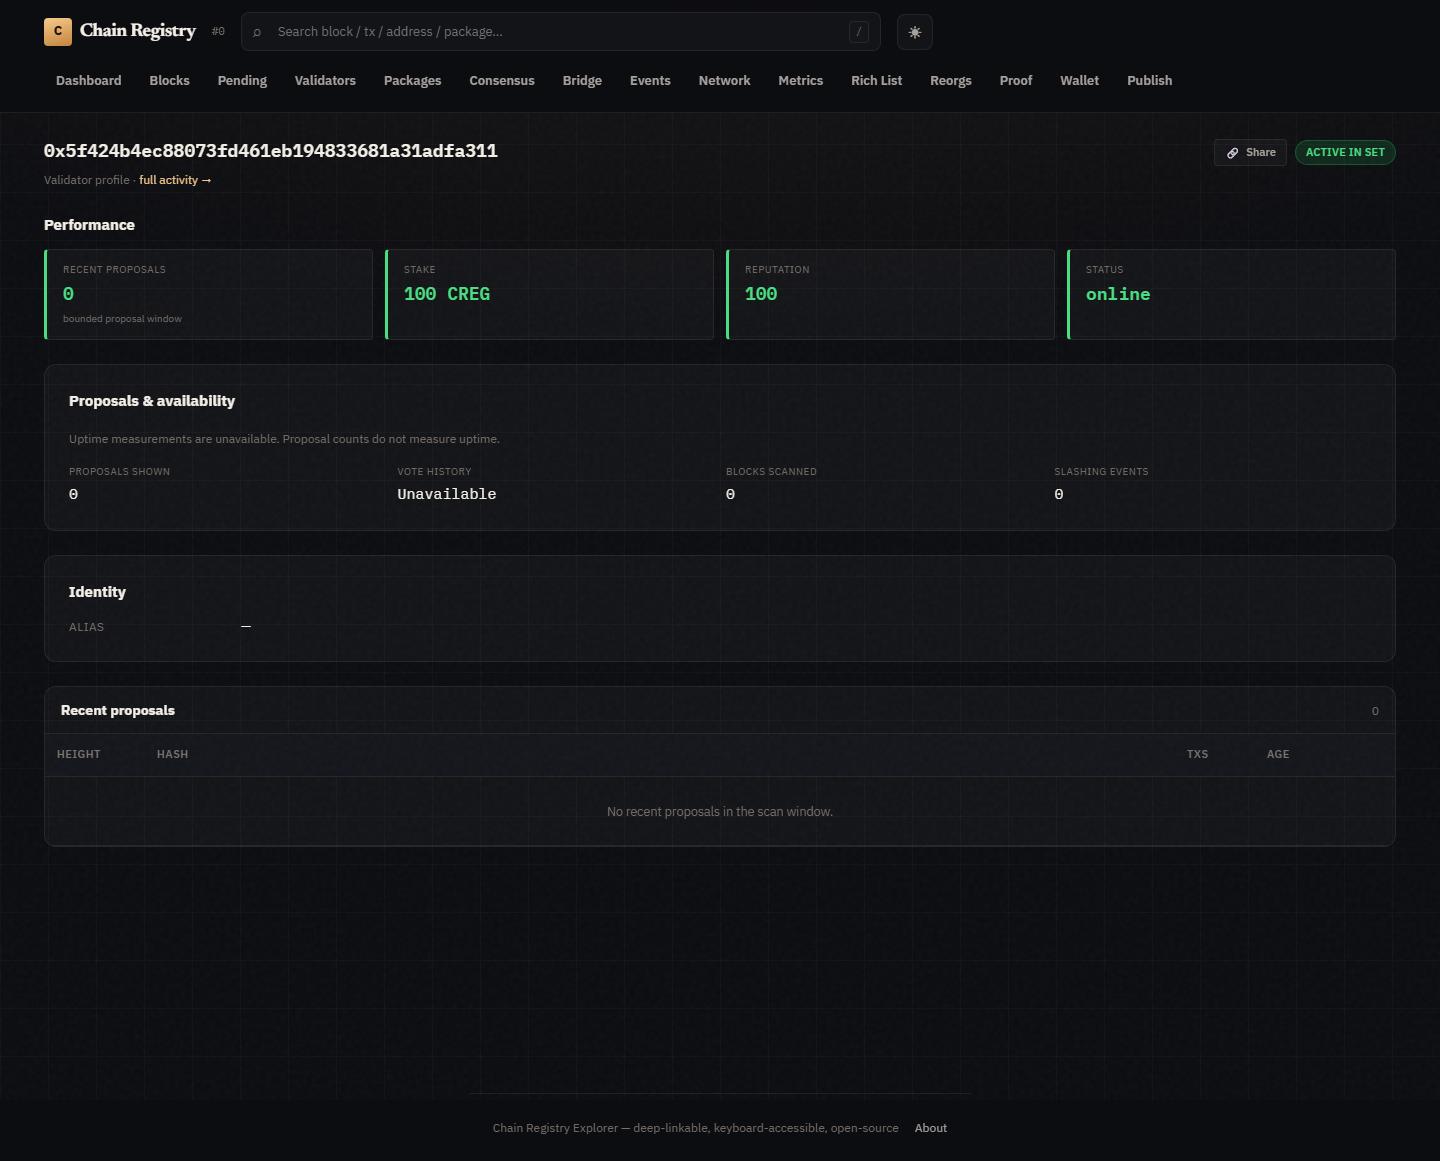 C Chain Registry #0 Search block / tx / address / package... /
Dashboard Blocks Pending Validators Packages Consensus Bridge Events Network Metrics Rich List Reorgs Proof Wallet Publish
0x5f424b4ec88073fd461eb194833681a31adfa311
Share ACTIVE IN SET
Validator profile · full activity →
Performance
RECENT PROPOSALS STAKE REPUTATION STATUS
0 100 CREG 100 online
bounded proposal window
Proposals & availability
Uptime measurements are unavailable. Proposal counts do not measure uptime.
PROPOSALS SHOWN VOTE HISTORY BLOCKS SCANNED SLASHING EVENTS
0 Unavailable 0 0
Identity
ALIAS —
Recent proposals 0
HEIGHT HASH TXS AGE
No recent proposals in the scan window.
Chain Registry Explorer — deep-linkable, keyboard-accessible, open-source About